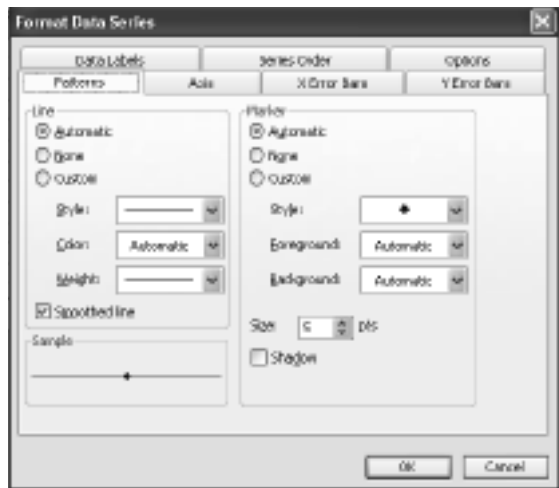 Format Data Series
Data Labels Series Order Options
Patterns Axis X Error Bars Y Error Bars
Line
Automatic
None
Custom
Style:
Color: Automatic
Weight:
Smoothed line
Sample
Marker
Automatic
None
Custom
Style:
Foreground: Automatic
Background: Automatic
Size: 5 pts
Shadow
OK Cancel